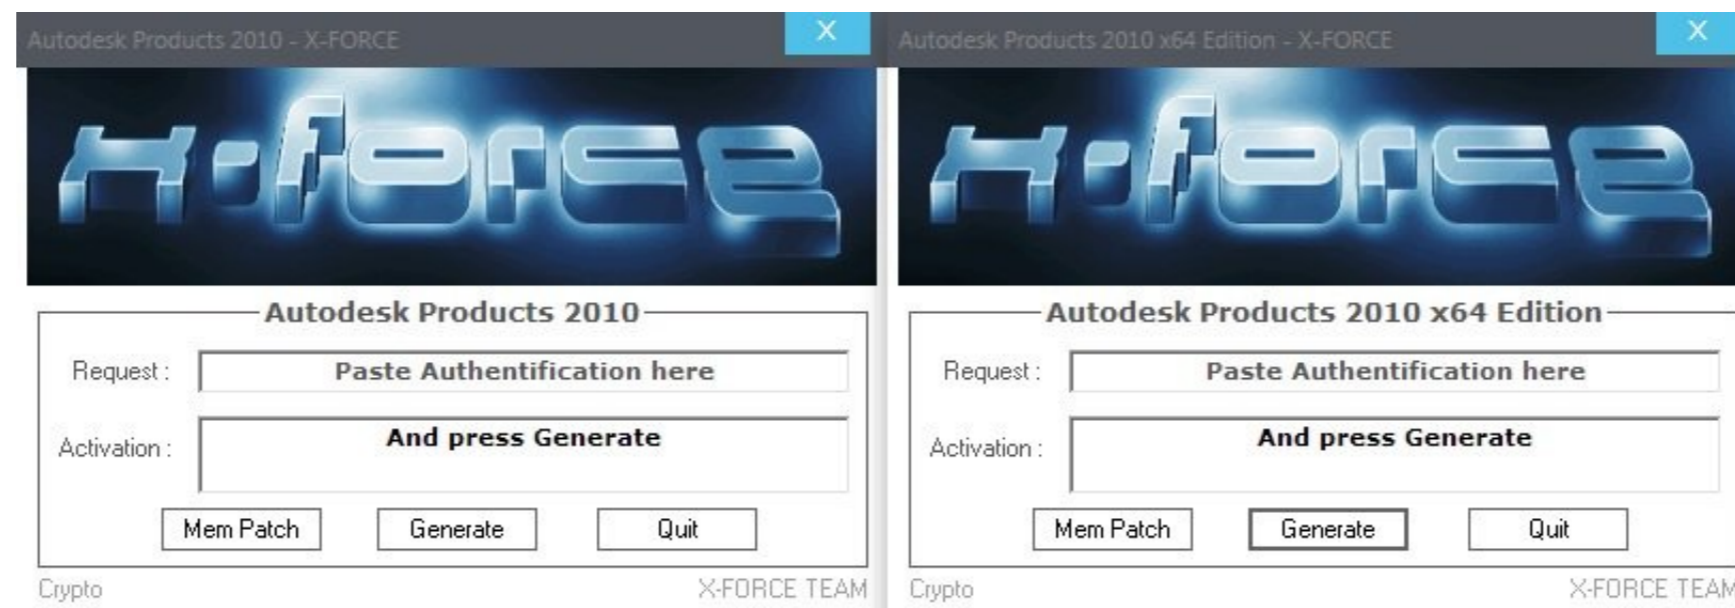 Autodesk Products 2010 - X-FORCE
X
x-force
Autodesk Products 2010
Request :
Paste Authentification here
Activation :
And press Generate
Mem Patch
Generate
Quit
Crypto
X-FORCE TEAM
Autodesk Products 2010 x64 Edition - X-FORCE
X
x-force
Autodesk Products 2010 x64 Edition
Request :
Paste Authentification here
Activation :
And press Generate
Mem Patch
Generate
Quit
Crypto
X-FORCE TEAM